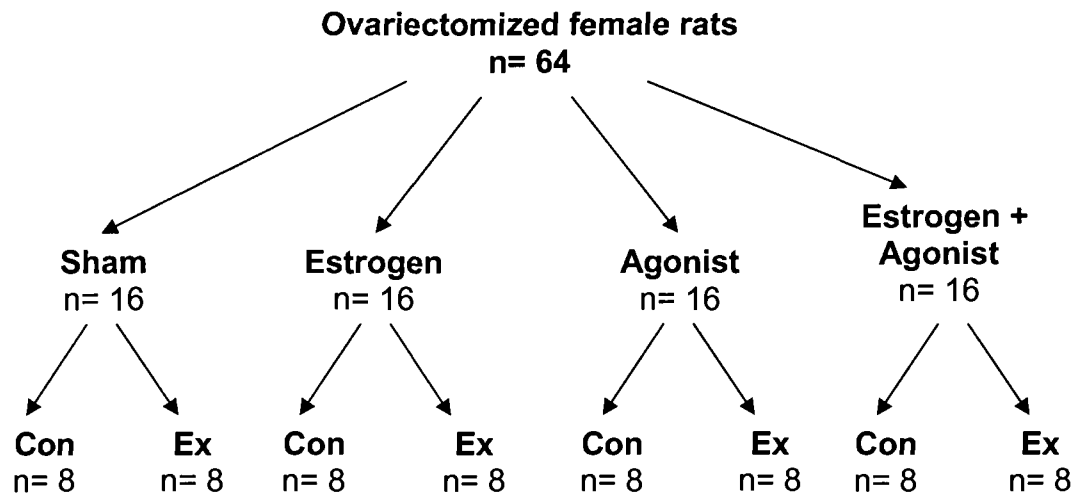 Ovariectomized female rats
n= 64
Sham
n= 16
Estrogen
n= 16
Agonist
n= 16
Estrogen +
Agonist
n= 16
Con
n= 8
Ex
n= 8
Con
n= 8
Ex
n= 8
Con
n= 8
Ex
n= 8
Con
n= 8
Ex
n= 8